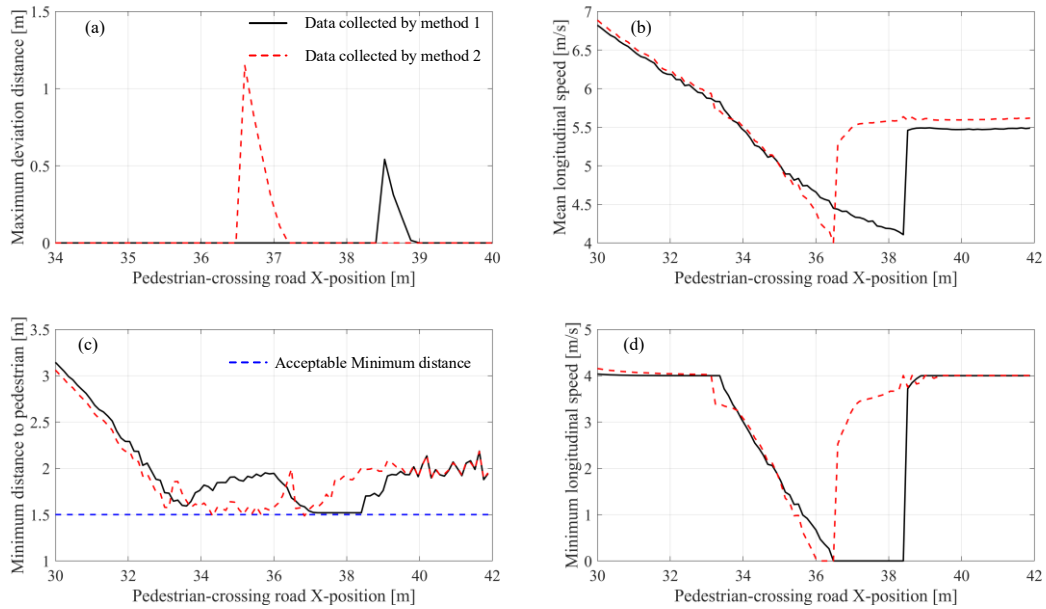 (a)
Data collected by method 1
Data collected by method 2
1.5
1
0.5
0
34 35 36 37 38 39 40
Maximum deviation distance [m]
Pedestrian-crossing road X-position [m]
(b)
7
6.5
6
5.5
5
4.5
4
30 32 34 36 38 40 42
Mean longitudinal speed [m/s]
Pedestrian-crossing road X-position [m]
(c)
Acceptable Minimum distance
3.5
3
2.5
2
1.5
1
30 32 34 36 38 40 42
Minimum distance to pedestrian [m]
Pedestrian-crossing road X-position [m]
(d)
5
4
3
2
1
0
30 32 34 36 38 40 42
Minimum longitudinal speed [m/s]
Pedestrian-crossing road X-position [m]